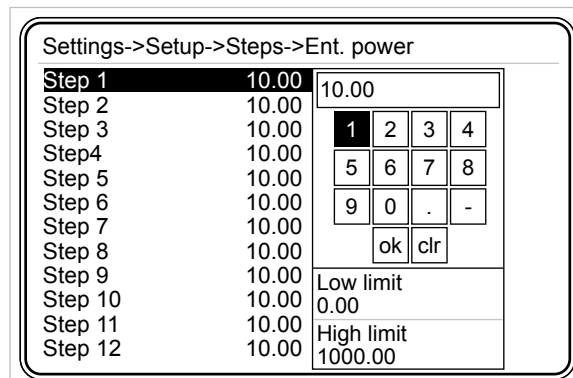 Settings->Setup->Steps->Ent. power
Step 1 10.00
Step 2 10.00
Step 3 10.00
Step4 10.00
Step 5 10.00
Step 6 10.00
Step 7 10.00
Step 8 10.00
Step 9 10.00
Step 10 10.00
Step 11 10.00
Step 12 10.00
10.00
1 2 3 4
5 6 7 8
9 0 . -
ok clr
Low limit
0.00
High limit
1000.00